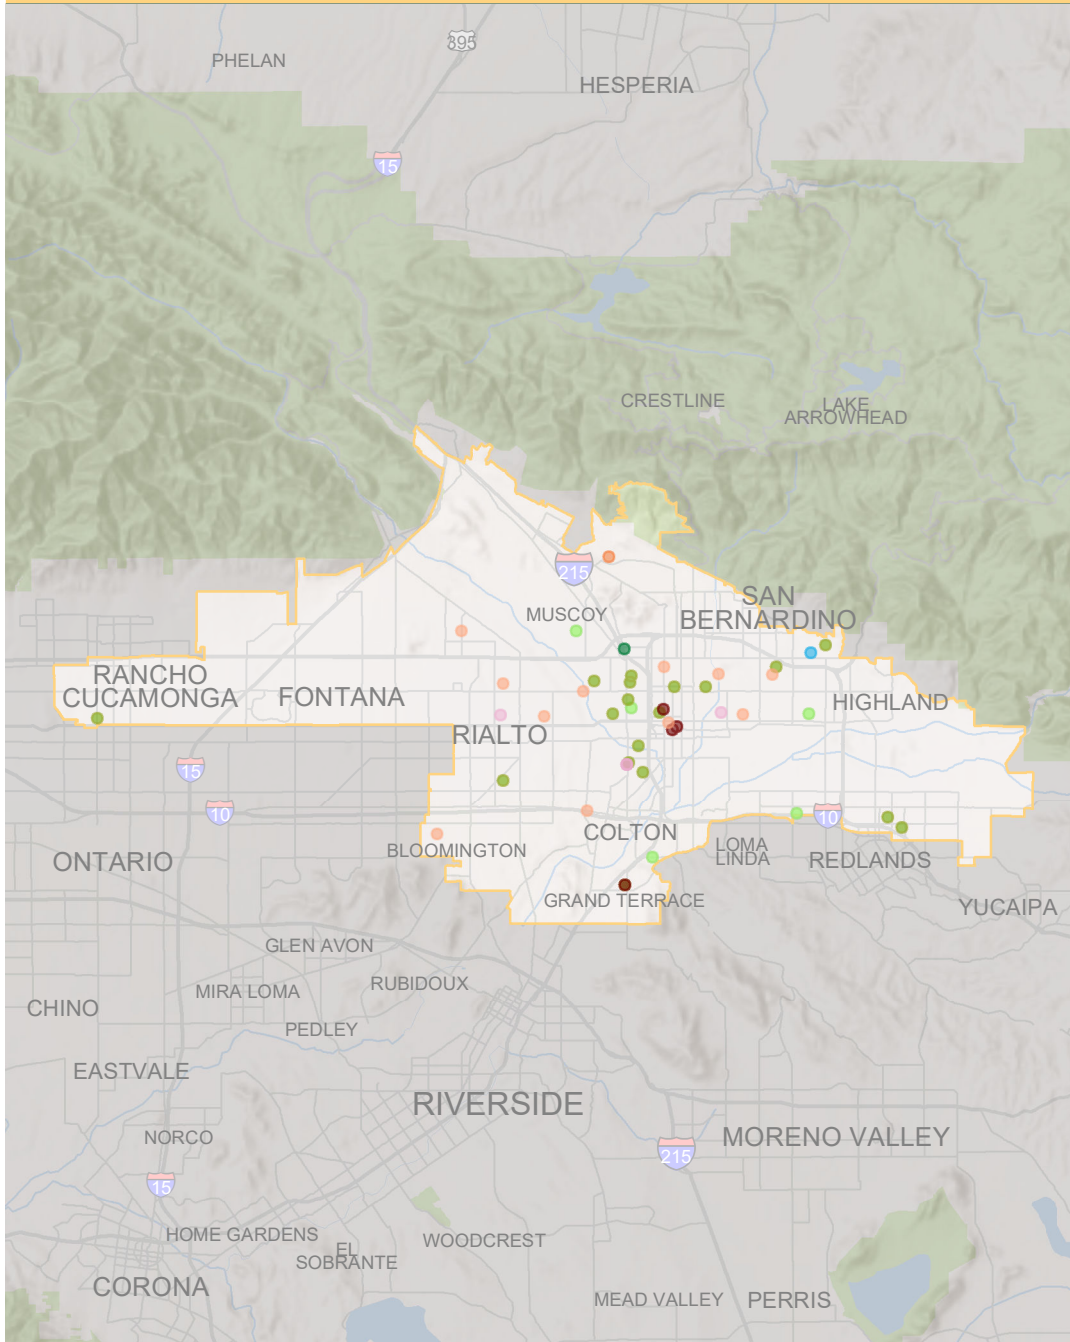 395
PHELAN
HESPERIA
15
CRESTLINE
LAKE
ARROWHEAD
215
SAN
BERNARDINO
MUSCOY
RANCHO
CUCAMONGA
FONTANA
HIGHLAND
RIALTO
15
10
10
COLTON
BLOOMINGTON
LOMA
LINDA
ONTARIO
REDLANDS
GRAND TERRACE
YUCAIPA
GLEN AVON
RUBIDOUX
MIRA LOMA
CHINO
PEDLEY
EASTVALE
RIVERSIDE
NORCO
MORENO VALLEY
215
15
HOME GARDENS
EL
SOBRANTE
WOODCREST
CORONA
MEAD VALLEY
PERRIS